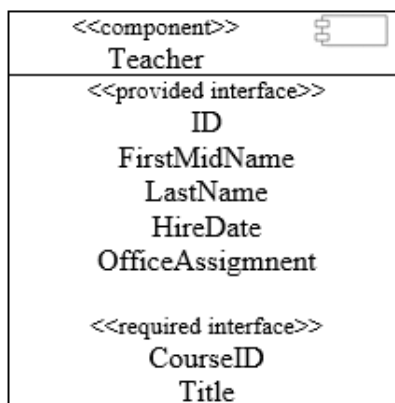 <<component>>
Teacher
<<provided interface>>
ID
FirstMidName
LastName
HireDate
OfficeAssigmnent
<<required interface>>
CourseID
Title